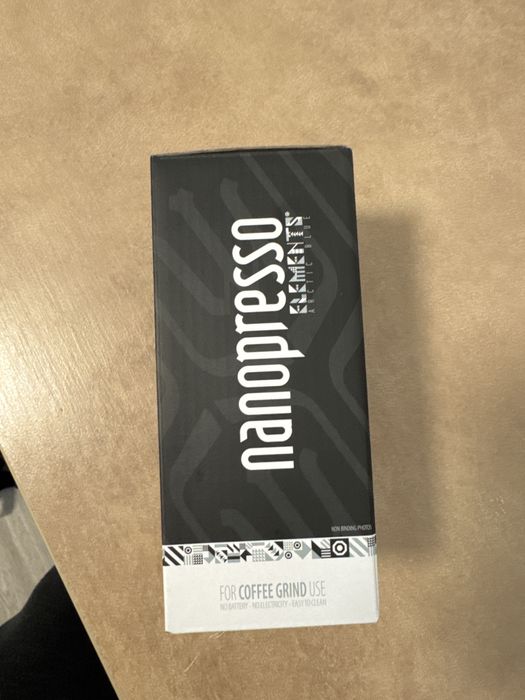 nanopresso
ELEMENTS®
ARCTIC BLUE
NON BINDING PHOTOS
FOR COFFEE GRIND USE
NO BATTERY - NO ELECTRICITY - EASY TO CLEAN